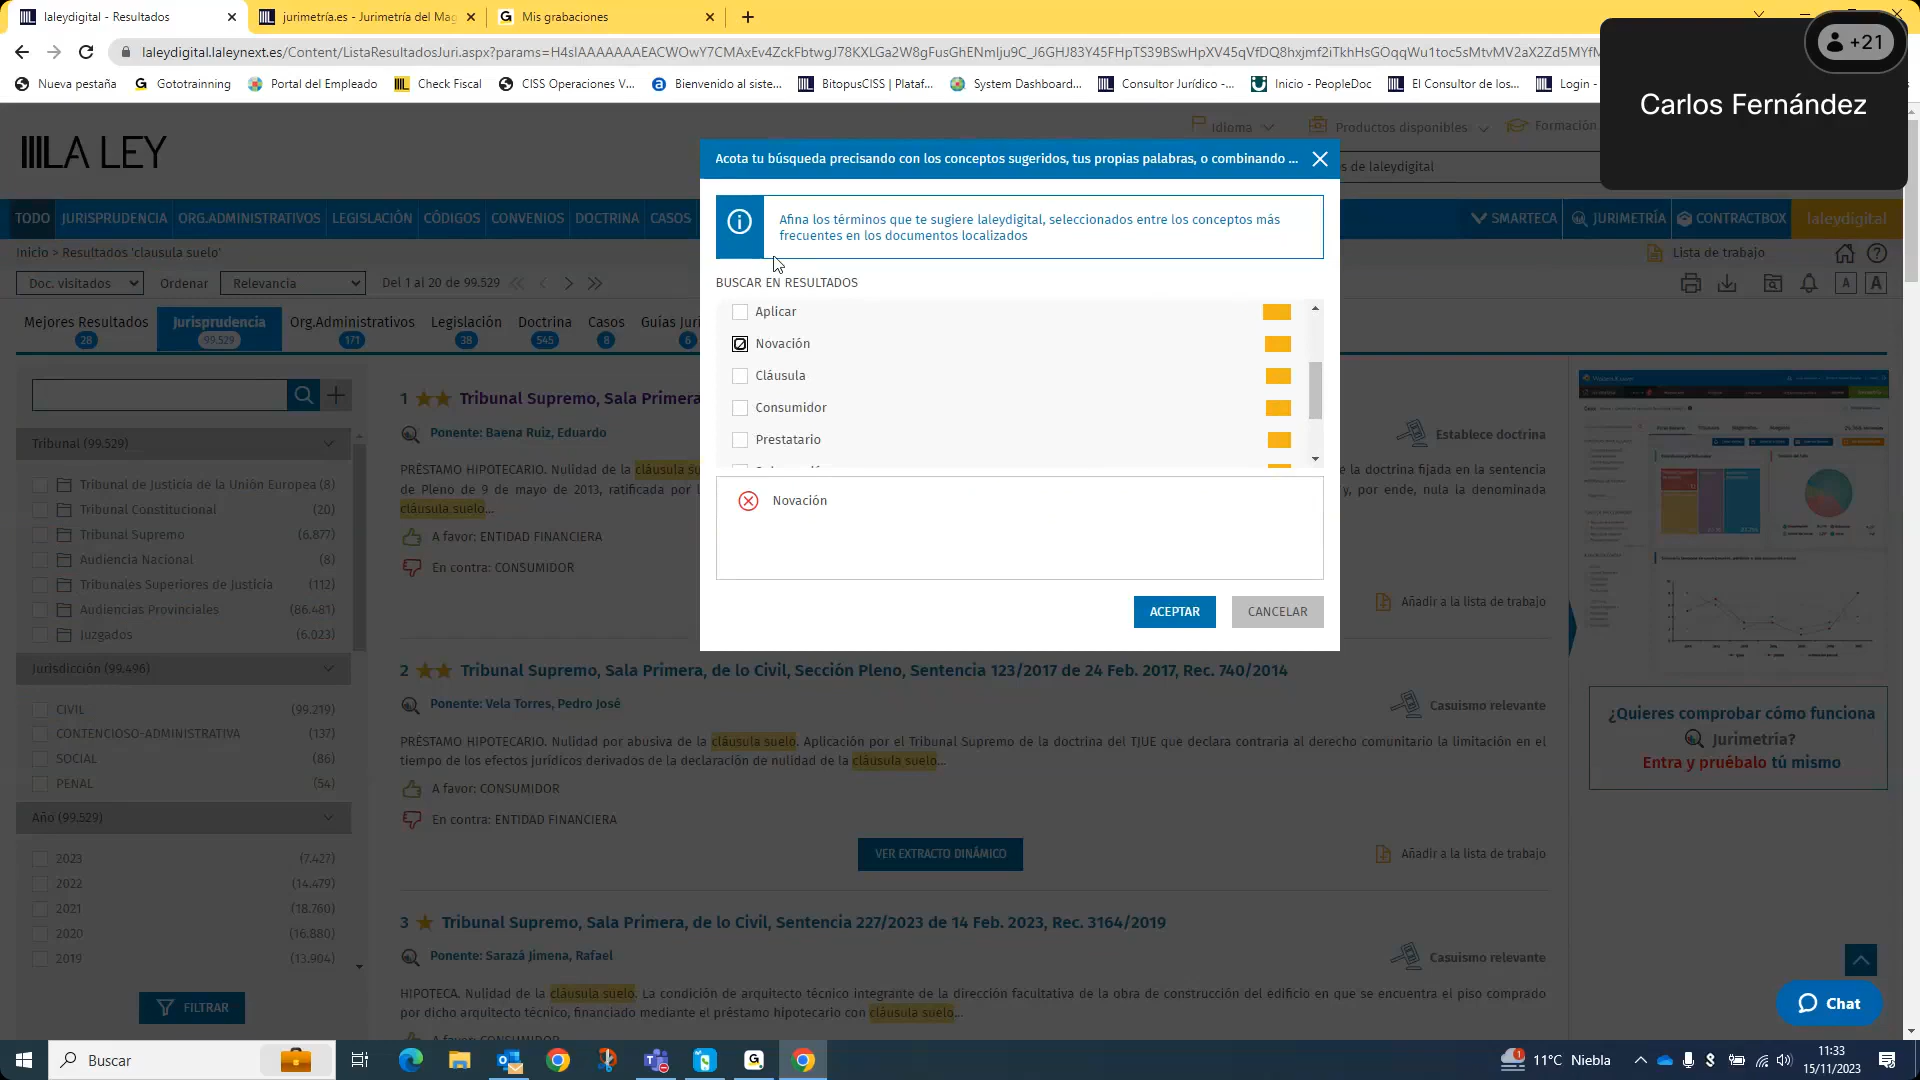 laleydigital - Resultados
jurimetría.es - Jurimetría del Mag
Mis grabaciones
laleydigital.laleynext.es/Content/ListaResultadosJuri.aspx?params=
Nueva pestaña
Gototrainning
Portal del Empleado
Check Fiscal
CISS Operaciones V...
Bienvenido al siste...
BitopusCISS | Plataf...
System Dashboard...
Consultor Jurídico -...
Inicio - PeopleDoc
El Consultor de los...
Login -
+21
Carlos Fernández
LA LEY
Idioma
Productos disponibles
Formación
es de laleydigital
TODO
JURISPRUDENCIA
ORG.ADMINISTRATIVOS
LEGISLACIÓN
CÓDIGOS
CONVENIOS
DOCTRINA
CASOS
SMARTECA
JURIMETRÍA
CONTRACTBOX
laleydigital
Inicio > Resultados 'clausula suelo'
Lista de trabajo
Doc. visitados
Ordenar
Relevancia
Del 1 al 20 de 99.529
A
A
Mejores Resultados
28
Jurisprudencia
99.529
Org.Administrativos
171
Legislación
38
Doctrina
545
Casos
8
Guías Juri
6
Tribunal (99.529)
Tribunal de Justicia de la Unión Europea (8)
Tribunal Constitucional (20)
Tribunal Supremo (6.877)
Audiencia Nacional (8)
Tribunales Superiores de Justicia (112)
Audiencias Provinciales (86.481)
Juzgados (6.023)
Jurisdicción (99.496)
CIVIL (99.219)
CONTENCIOSO-ADMINISTRATIVA (137)
SOCIAL (86)
PENAL (54)
Año (99.529)
2023 (7.427)
2022 (14.479)
2021 (18.760)
2020 (16.880)
2019 (13.904)
FILTRAR
Acota tu búsqueda precisando con los conceptos sugeridos, tus propias palabras, o combinando ...
Afina los términos que te sugiere laleydigital, seleccionados entre los conceptos más
frecuentes en los documentos localizados
BUSCAR EN RESULTADOS
Aplicar
Novación
Cláusula
Consumidor
Prestatario
Novación
ACEPTAR
CANCELAR
1 Tribunal Supremo, Sala Primera
Ponente: Baena Ruiz, Eduardo
Establece doctrina
PRÉSTAMO HIPOTECARIO. Nulidad de la cláusula su
e la doctrina fijada en la sentencia
de Pleno de 9 de mayo de 2013, ratificada por l
y, por ende, nula la denominada
cláusula suelo...
A favor: ENTIDAD FINANCIERA
En contra: CONSUMIDOR
Añadir a la lista de trabajo
2 Tribunal Supremo, Sala Primera, de lo Civil, Sección Pleno, Sentencia 123/2017 de 24 Feb. 2017, Rec. 740/2014
Ponente: Vela Torres, Pedro José
Casuismo relevante
PRÉSTAMO HIPOTECARIO. Nulidad por abusiva de la cláusula suelo. Aplicación por el Tribunal Supremo de la doctrina del TJUE que declara contraria al derecho comunitario la limitación en el
tiempo de los efectos jurídicos derivados de la declaración de nulidad de la cláusula suelo...
A favor: CONSUMIDOR
En contra: ENTIDAD FINANCIERA
VER EXTRACTO DINÁMICO
Añadir a la lista de trabajo
3 Tribunal Supremo, Sala Primera, de lo Civil, Sentencia 227/2023 de 14 Feb. 2023, Rec. 3164/2019
Ponente: Sarazá Jimena, Rafael
Casuismo relevante
HIPOTECA. Nulidad de la cláusula suelo. La condición de arquitecto técnico integrante de la dirección facultativa de la obra de construcción del edificio en que se encuentra el piso comprado
por dicho arquitecto técnico, financiado mediante el préstamo hipotecario con cláusula suelo...
A favor: CONSUMIDOR
¿Quieres comprobar cómo funciona
Jurimetría?
Entra y pruébalo tú mismo
Chat
Buscar
11°C Niebla
11:33
15/11/2023